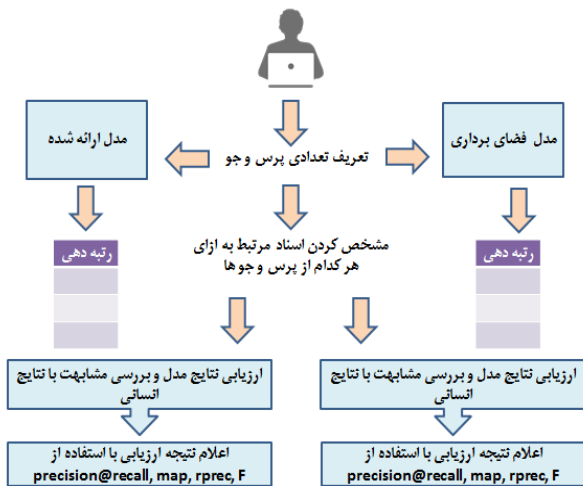 مدل ارائه شده
تعریف تعدادی پرس و جو
مدل فضای برداری
رتبه دهی
مشخص کردن اسناد مرتبط به ازای
هر کدام از پرس و جو ها
رتبه دهی
ارزیابی نتایج مدل و بررسی مشابهت با نتایج
انسانی
ارزیابی نتایج مدل و بررسی مشابهت با نتایج
انسانی
اعلام نتیجه ارزیابی با استفاده از
precision@recall, map, rprec, F
اعلام نتیجه ارزیابی با استفاده از
precision@recall, map, rprec, F